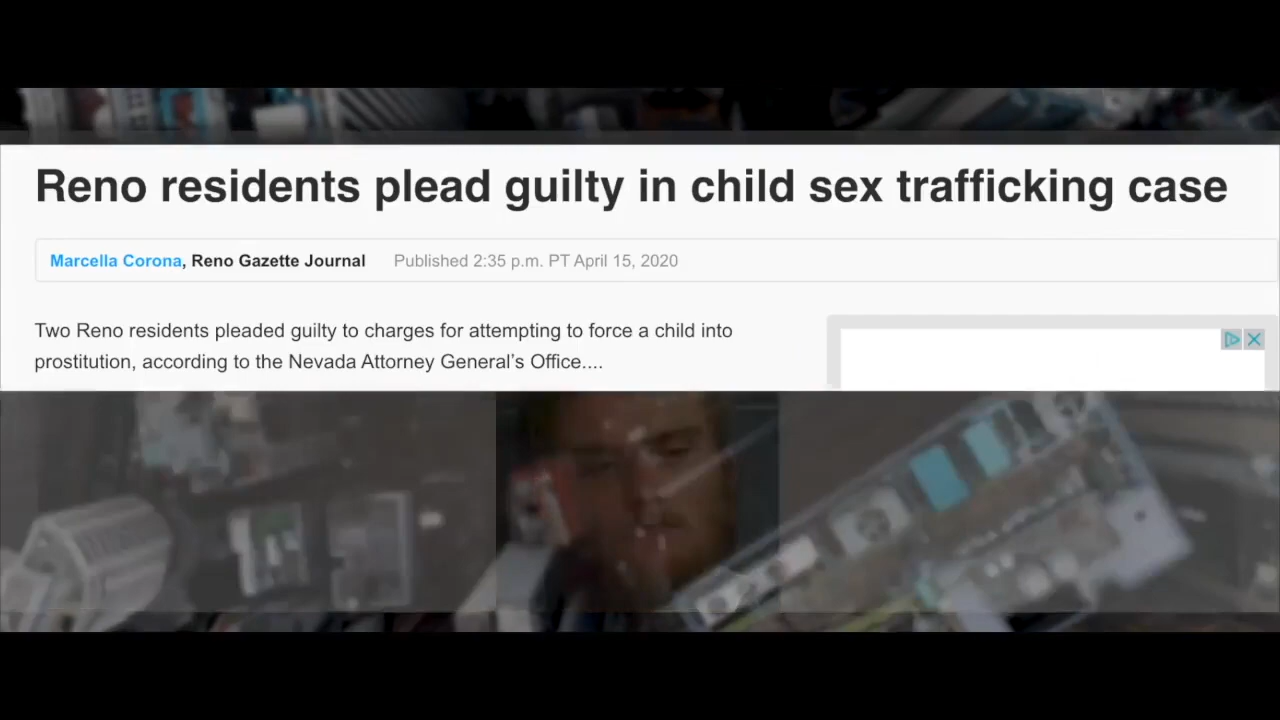 Reno residents plead guilty in child sex trafficking case
Marcella Corona, Reno Gazette Journal Published 2:35 p.m. PT April 15, 2020
Two Reno residents pleaded guilty to charges for attempting to force a child into
prostitution, according to the Nevada Attorney General’s Office....